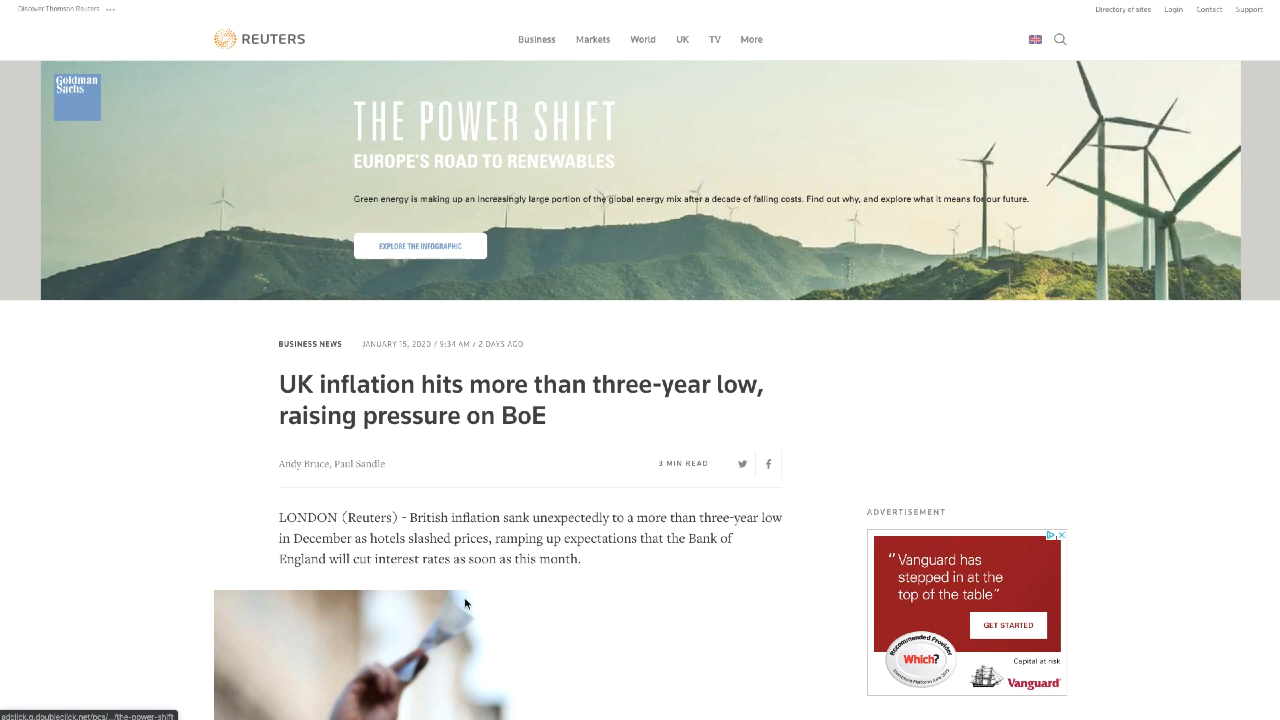 Discover Thomson Reuters
Directory of sites Login Contact Support
REUTERS
Business Markets World UK TV More
Goldman
Sachs
THE POWER SHIFT
EUROPE'S ROAD TO RENEWABLES
Green energy is making up an increasingly large portion of the global energy mix after a decade of falling costs. Find out why, and explore what it means for our future.
EXPLORE THE INFOGRAPHIC
BUSINESS NEWS JANUARY 15, 2020 / 9:34 AM / 2 DAYS AGO
UK inflation hits more than three-year low,
raising pressure on BoE
Andy Bruce, Paul Sandle
3 MIN READ
LONDON (Reuters) - British inflation sank unexpectedly to a more than three-year low
in December as hotels slashed prices, ramping up expectations that the Bank of
England will cut interest rates as soon as this month.
ADVERTISEMENT
"Vanguard has
stepped in at the
top of the table"
GET STARTED
Recommended Provider
Which?
Capital at risk
Vanguard
adclick.g.doubleclick.net/pcs/.../the-power-shift